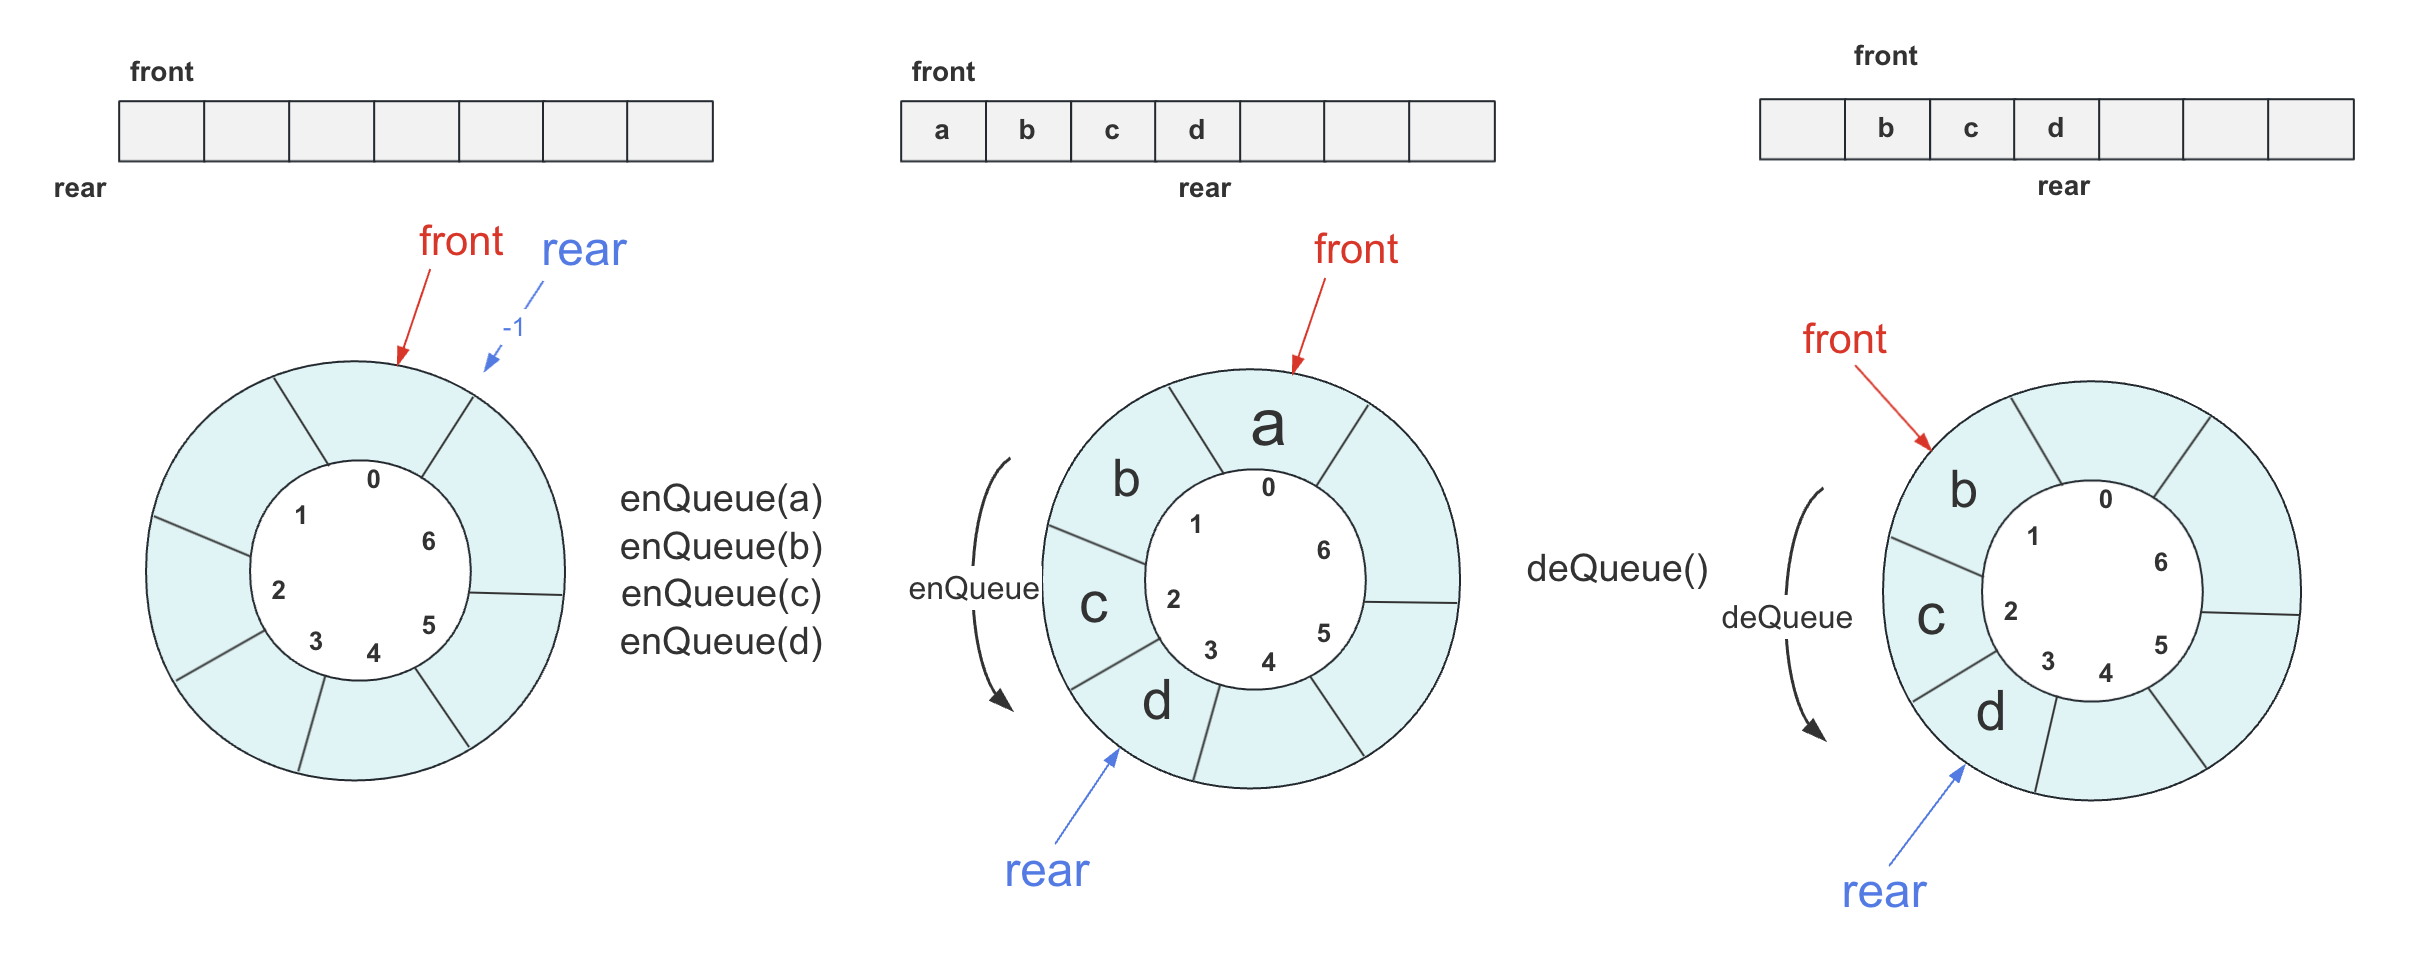 front
rear
front
rear
-1
0
1
6
2
5
3
4
enQueue(a)
enQueue(b)
enQueue(c)
enQueue(d)
front
a b c d
rear
front
a
b
0
1
6
enQueue
c
2
5
3
4
d
rear
deQueue()
front
b c d
rear
front
b
0
1
6
deQueue
c
2
5
3
4
d
rear